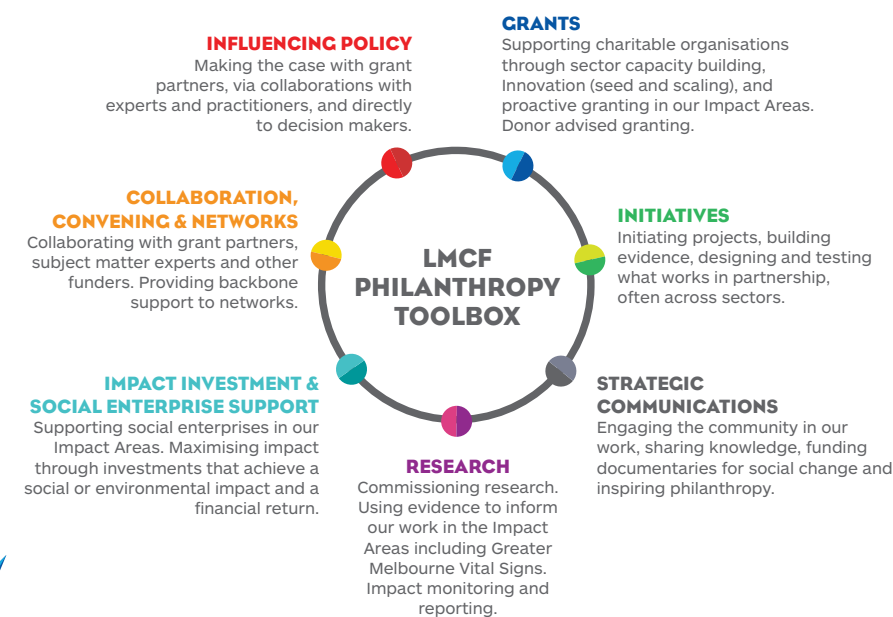 GRANTS
Supporting charitable organisations
through sector capacity building,
Innovation (seed and scaling), and
proactive granting in our Impact Areas.
Donor advised granting.
INFLUENCING POLICY
Making the case with grant
partners, via collaborations with
experts and practitioners, and directly
to decision makers.
COLLABORATION,
CONVENING & NETWORKS
Collaborating with grant partners,
subject matter experts and other
funders. Providing backbone
support to networks.
LMCF
PHILANTHROPY
TOOLBOX
INITIATIVES
Initiating projects, building
evidence, designing and testing
what works in partnership,
often across sectors.
IMPACT INVESTMENT &
SOCIAL ENTERPRISE SUPPORT
Supporting social enterprises in our
Impact Areas. Maximising impact
through investments that achieve a
social or environmental impact and a
financial return.
STRATEGIC
COMMUNICATIONS
Engaging the community in our
work, sharing knowledge, funding
documentaries for social change and
inspiring philanthropy.
RESEARCH
Commissioning research.
Using evidence to inform
our work in the Impact
Areas including Greater
Melbourne Vital Signs.
Impact monitoring and
reporting.